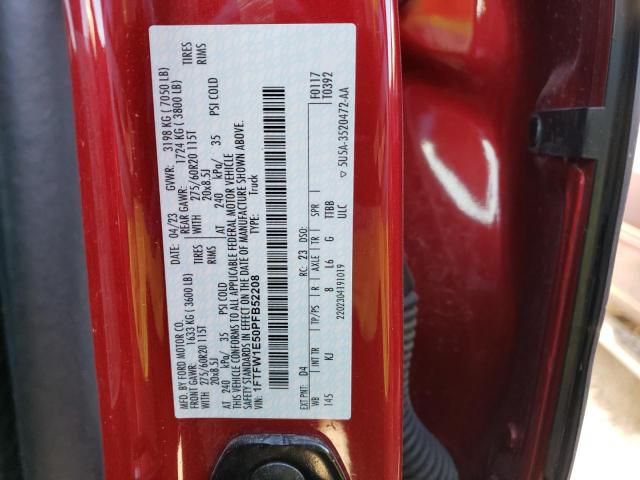 MFD. BY FORD MOTOR CO.
DATE: 04/23 GVWR: 3198 KG ( 7050 LB)
1633 KG ( 3600 LB) REAR GAWR: 1724 KG ( 3800 LB)
WITH 275/60R20 115T TIRES WITH 275/60R20 115T TIRES
20x8.5J RIMS 20x8.5J RIMS
AT 240 kPa/ 35 PSI COLD AT 240 kPa/ 35 PSI COLD
THIS VEHICLE CONFORMS TO ALL APPLICABLE FEDERAL MOTOR VEHICLE
SAFETY STANDARDS IN EFFECT ON THE DATE OF MANUFACTURE SHOWN ABOVE.
VIN: 1FTFW1E50PFB52208 TYPE: Truck
F0117
T0392
EXT PNT: D4 RC: 23 DSO:
WB INT TR TP/PS R AXLE TR SPR
145 KJ 8 L6 G TTBB
ULC
2202304191019 5U5A-3520472-AA